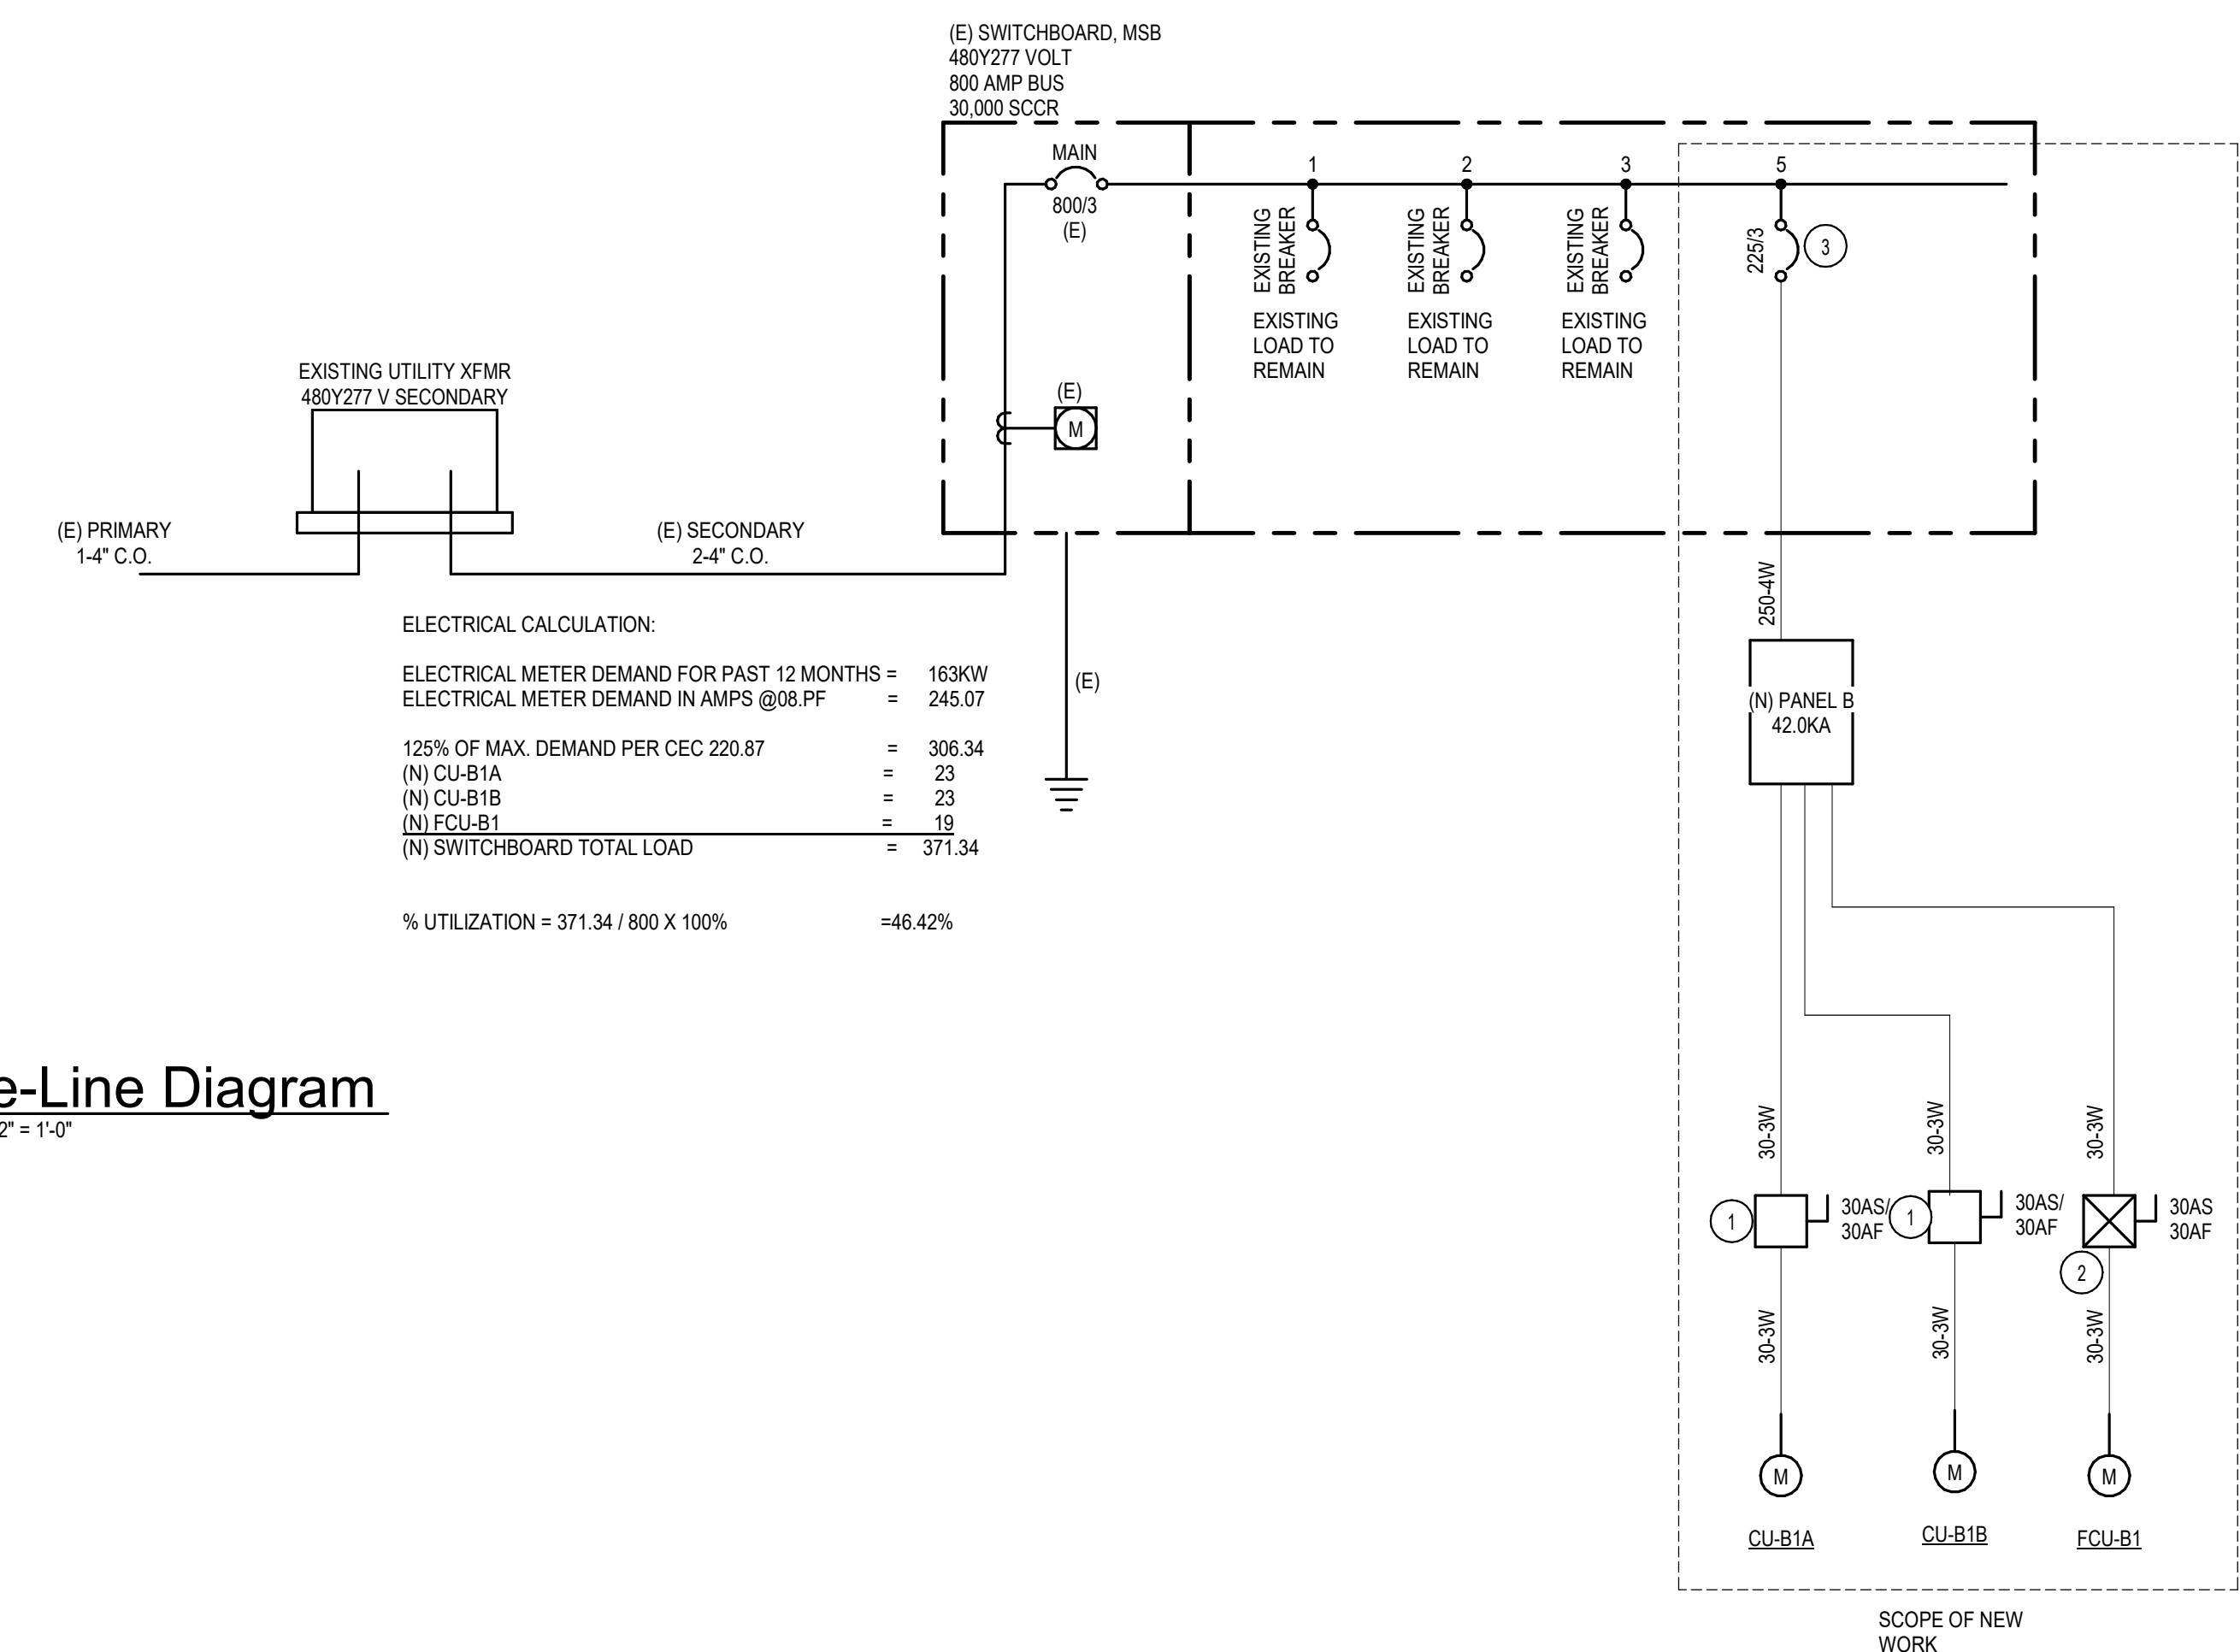 (E) SWITCHBOARD, MSB
480Y277 VOLT
800 AMP BUS
30,000 SCCR
MAIN
800/3
(E)
1
2
3
5
EXISTING
BREAKER
EXISTING
BREAKER
EXISTING
BREAKER
225/3
3
EXISTING
LOAD TO
REMAIN
EXISTING
LOAD TO
REMAIN
EXISTING
LOAD TO
REMAIN
(E)
M
EXISTING UTILITY XFMR
480Y277 V SECONDARY
(E) PRIMARY
1-4" C.O.
(E) SECONDARY
2-4" C.O.
(E)
ELECTRICAL CALCULATION:
ELECTRICAL METER DEMAND FOR PAST 12 MONTHS = 163KW
ELECTRICAL METER DEMAND IN AMPS @08.PF = 245.07
125% OF MAX. DEMAND PER CEC 220.87 = 306.34
(N) CU-B1A = 23
(N) CU-B1B = 23
(N) FCU-B1 = 19
(N) SWITCHBOARD TOTAL LOAD = 371.34
% UTILIZATION = 371.34 / 800 X 100% =46.42%
250-4W
(N) PANEL B
42.0KA
e-Line Diagram
2" = 1'-0"
30-3W
30-3W
30-3W
1
30AS/
30AF
1
30AS/
30AF
30AS
30AF
2
30-3W
30-3W
30-3W
M
M
M
CU-B1A
CU-B1B
FCU-B1
SCOPE OF NEW
WORK